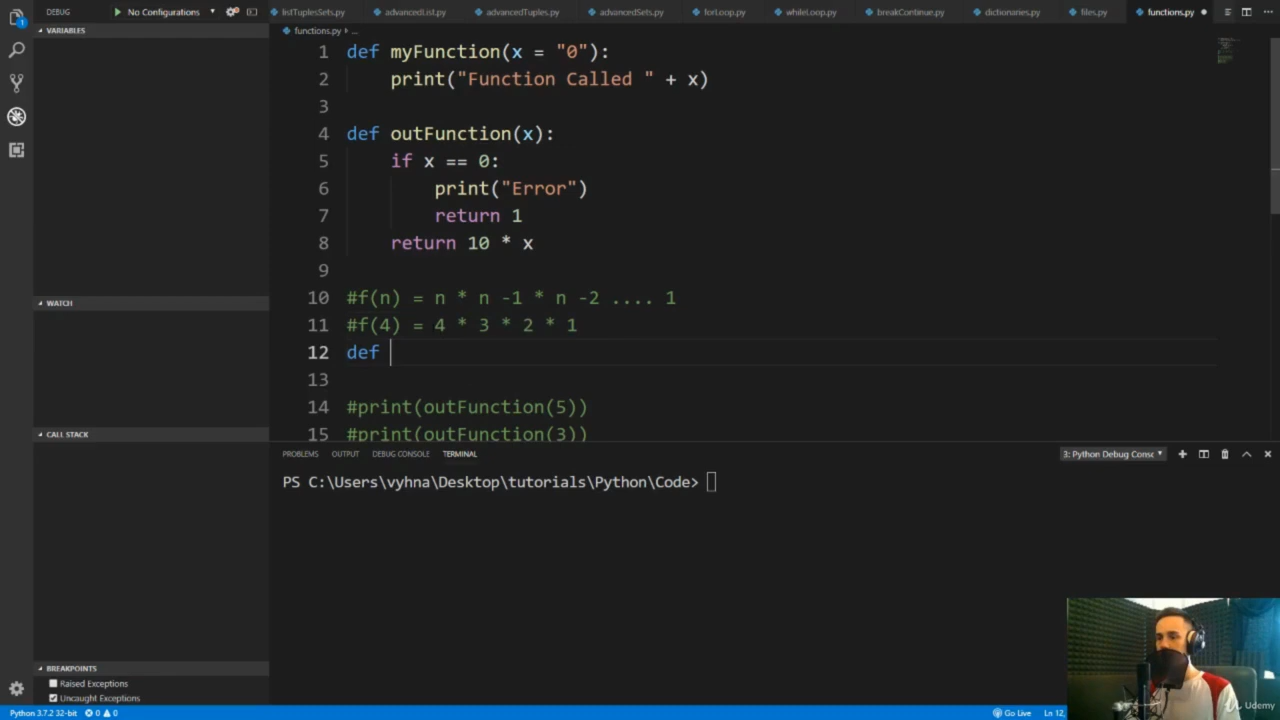 DEBUG No Configurations listTuplesSets.py advancedList.py advancedTuples.py advancedSets.py forLoop.py whileLoop.py breakContinue.py dictionaries.py files.py functions.py
VARIABLES
functions.py ...
1 def myFunction(x = "0"):
2 print("Function Called " + x)
3
4 def outFunction(x):
5 if x == 0:
6 print("Error")
7 return 1
8 return 10 * x
9
10 #f(n) = n * n -1 * n -2 .... 1
11 #f(4) = 4 * 3 * 2 * 1
12 def
13
14 #print(outFunction(5))
15 #print(outFunction(3))
WATCH
CALL STACK
PROBLEMS OUTPUT DEBUG CONSOLE TERMINAL 3: Python Debug Consc
PS C:\Users\vyhna\Desktop\tutorials\Python\Code>
BREAKPOINTS
Raised Exceptions
Uncaught Exceptions
Python 3.7.2 32-bit 0 0 Go Live Ln 12,
Udemy